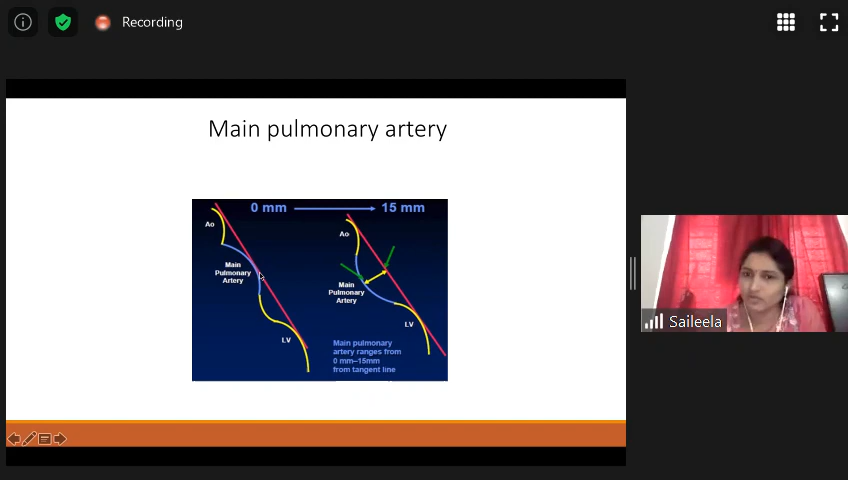 Recording
Main pulmonary artery
0 mm 15 mm
Ao
Main
Pulmonary
Artery
LV
Ao
Main
Pulmonary
Artery
LV
Main pulmonary
artery ranges from
0 mm–15mm
from tangent line
Saileela